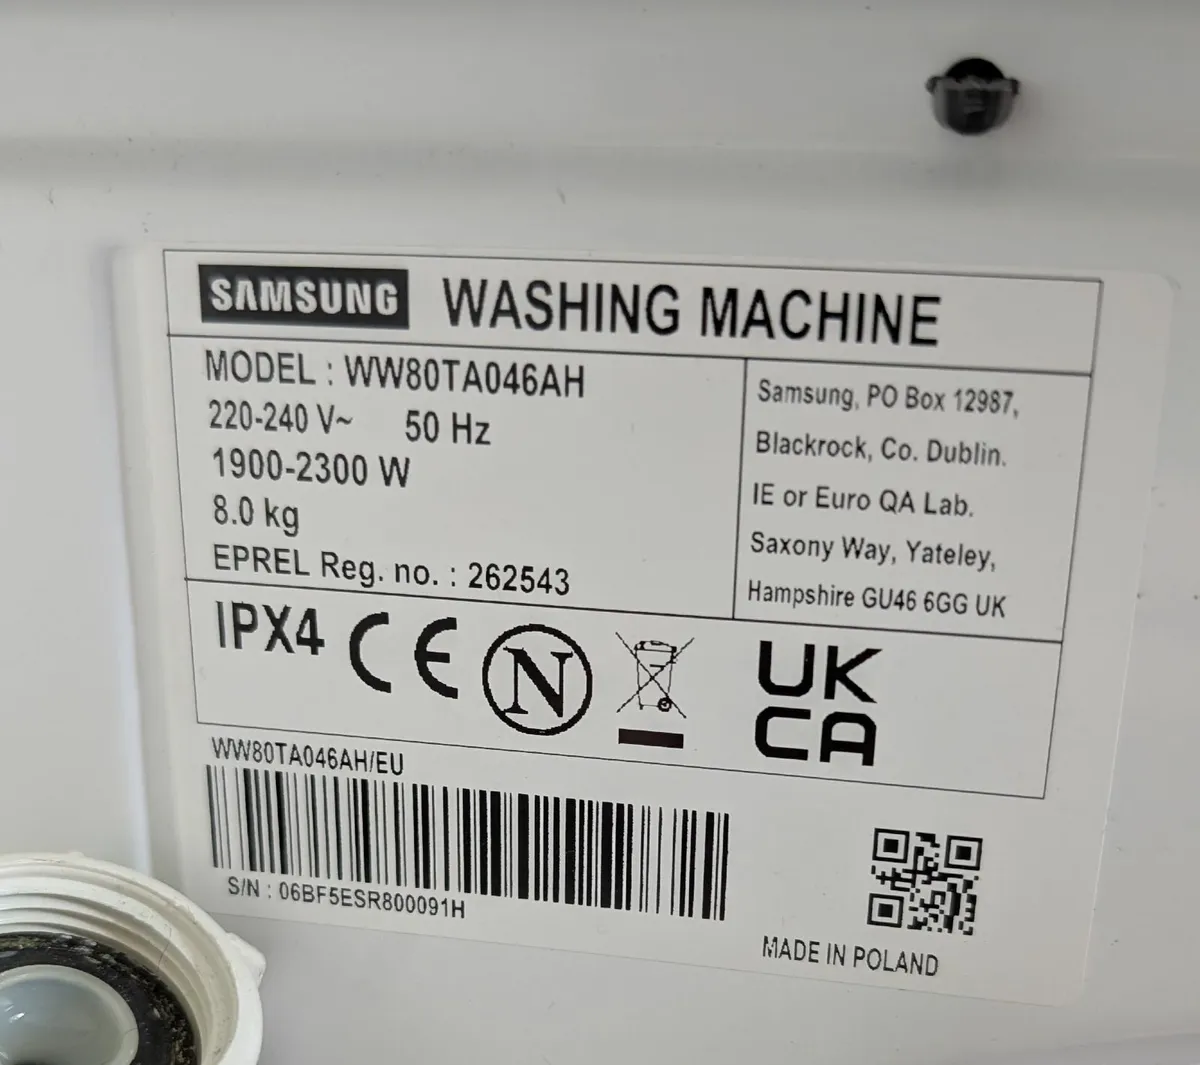 SAMSUNG WASHING MACHINE
MODEL : WW80TA046AH
220-240 V~ 50 Hz
1900-2300 W
8.0 kg
EPREL Reg. no. : 262543
Samsung, PO Box 12987,
Blackrock, Co. Dublin.
IE or Euro QA Lab.
Saxony Way, Yateley,
Hampshire GU46 6GG UK
IPX4 CE N UK
CA
WW80TA046AH/EU
S/N : 06BF5ESR800091H
MADE IN POLAND